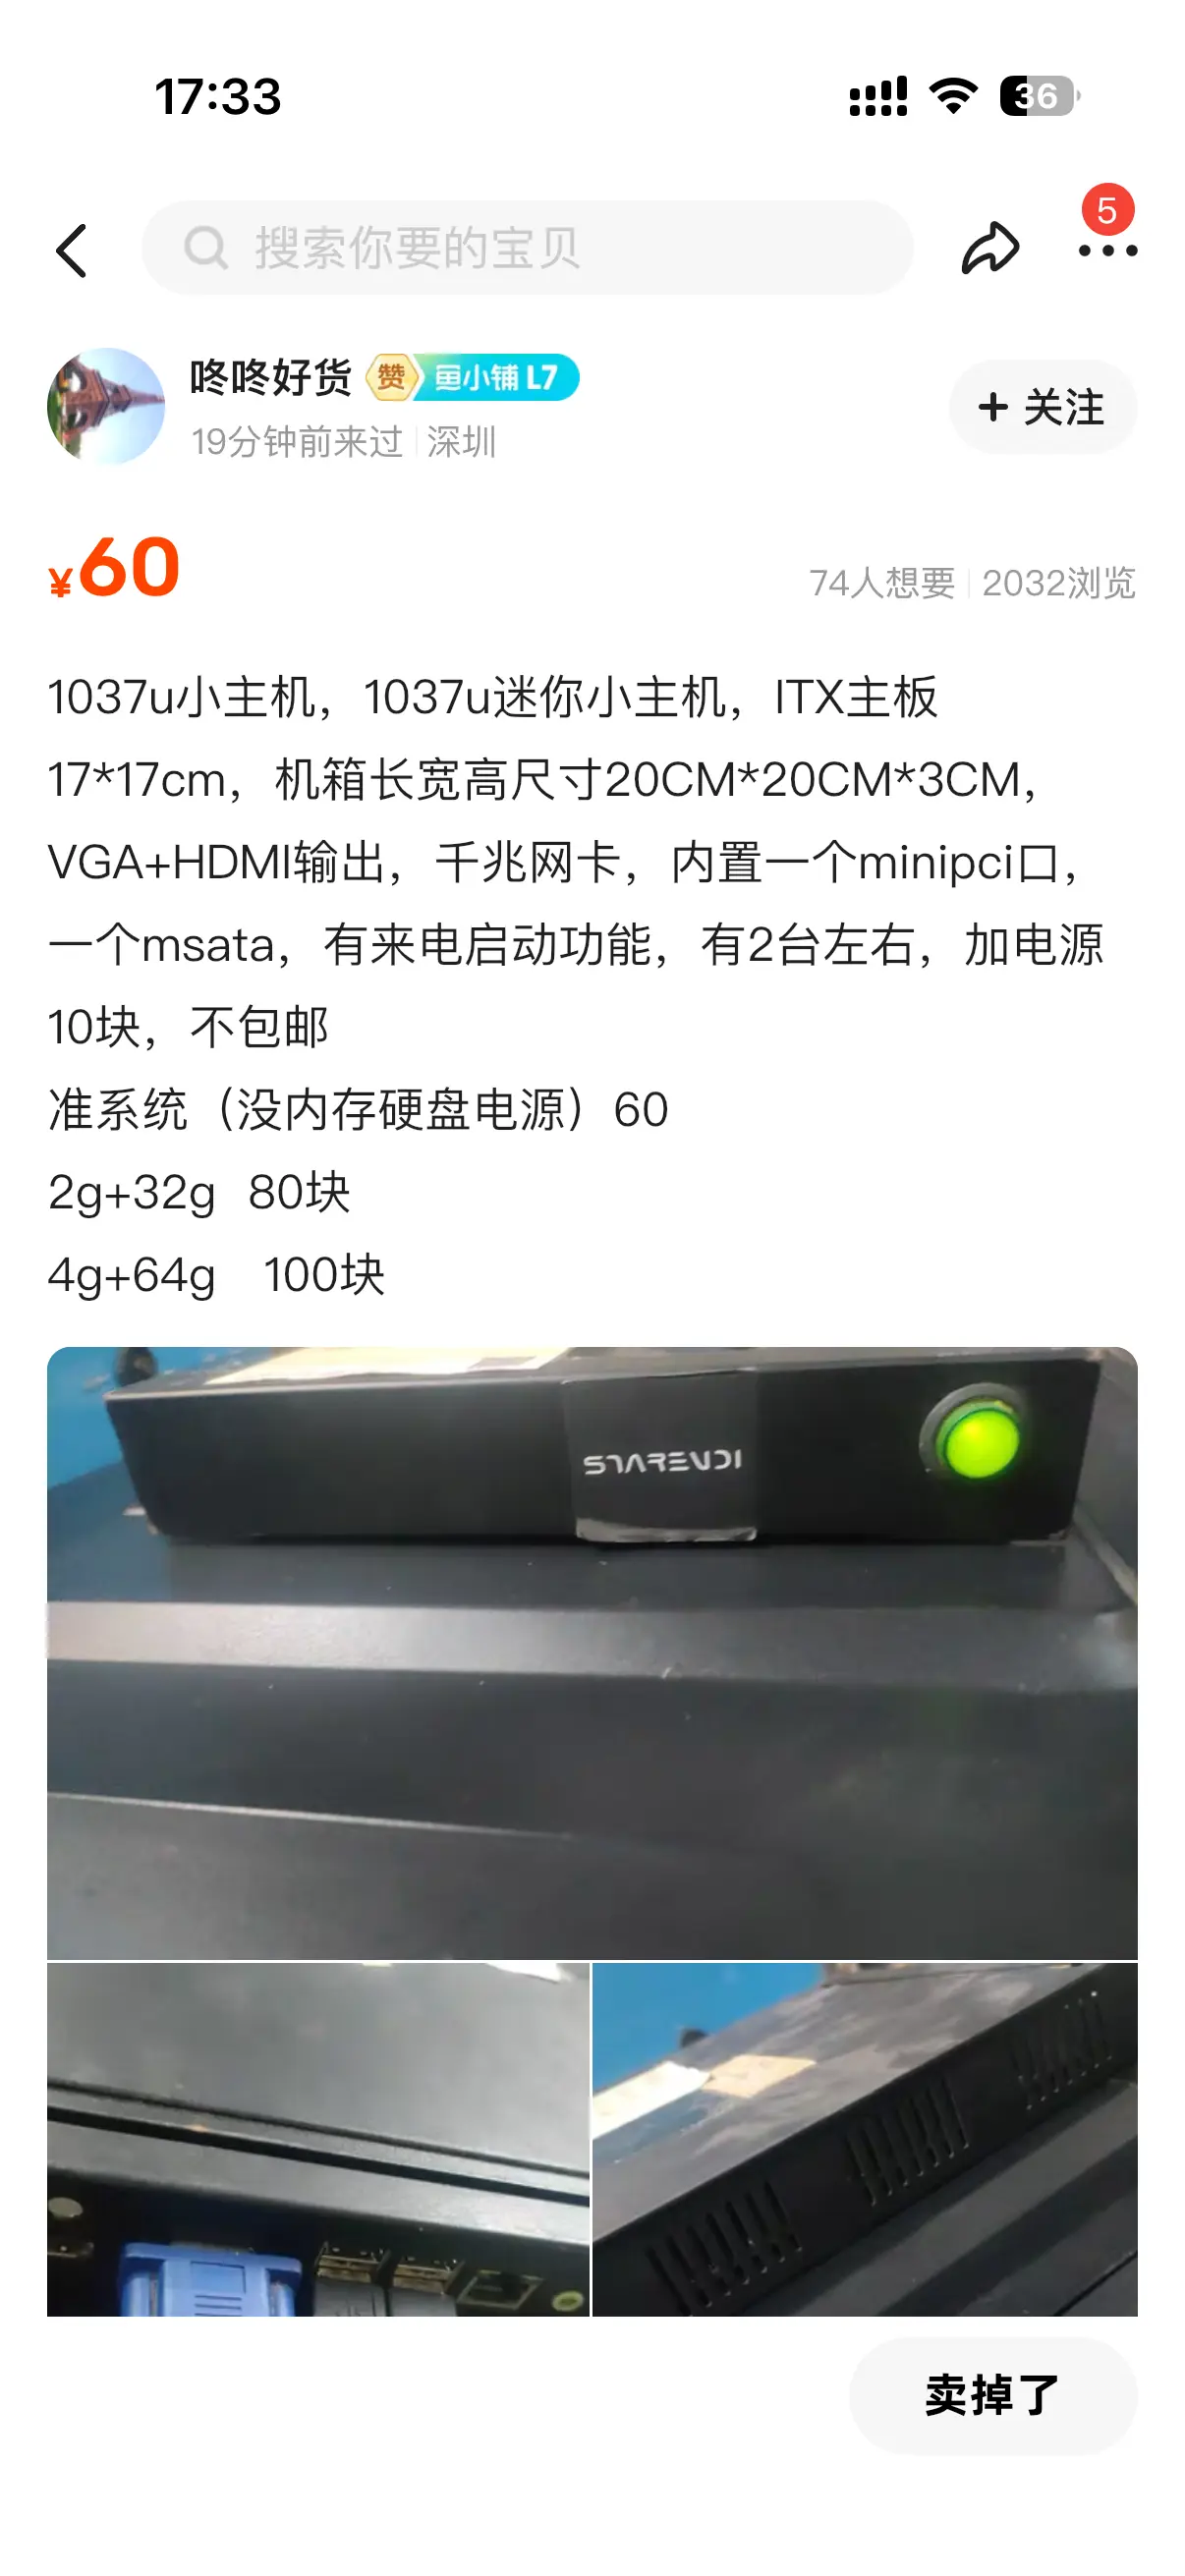 17:33
36
搜索你要的宝贝
5
咚咚好货
赞
鱼小铺 L7
19分钟前来过
深圳
+ 关注
¥60
74人想要
2032浏览
1037u小主机，1037u迷你小主机，ITX主板
17*17cm，机箱长宽高尺寸20CM*20CM*3CM，
VGA+HDMI输出，千兆网卡，内置一个minipci口，
一个msata，有来电启动功能，有2台左右，加电源
10块，不包邮
准系统（没内存硬盘电源）60
2g+32g 80块
4g+64g 100块
卖掉了